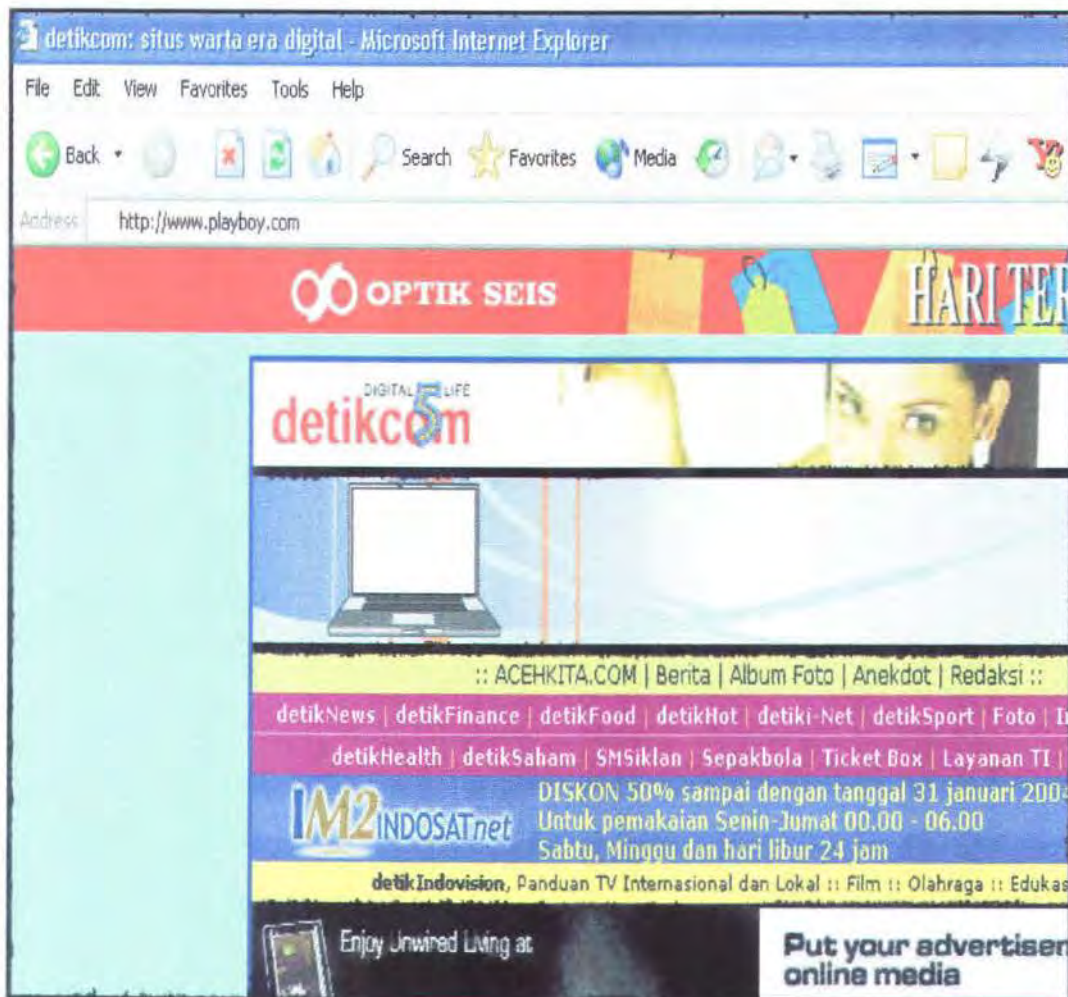 detikcom: situs warta era digital - Microsoft Internet Explorer
File Edit View Favorites Tools Help
Back Search Favorites Media
Address http://www.playboy.com
OPTIK SEIS HARI TER
DIGITAL LIFE
detikcom
5
:: ACEHKITA.COM | Berita | Album Foto | Anekdot | Redaksi ::
detikNews | detikFinance | detikFood | detikHot | detiki-Net | detikSport | Foto | In
detikHealth | detikSaham | SMSiklan | Sepakbola | Ticket Box | Layanan TI |
IM2 INDOSATnet
DISKON 50% sampai dengan tanggal 31 januari 2004
Untuk pemakaian Senin-Jumat 00.00 - 06.00
Sabtu, Minggu dan hari libur 24 jam
detikIndovision, Panduan TV Internasional dan Lokal :: Film :: Olahraga :: Edukas
Enjoy Unwired Living at
Put your advertisem
online media